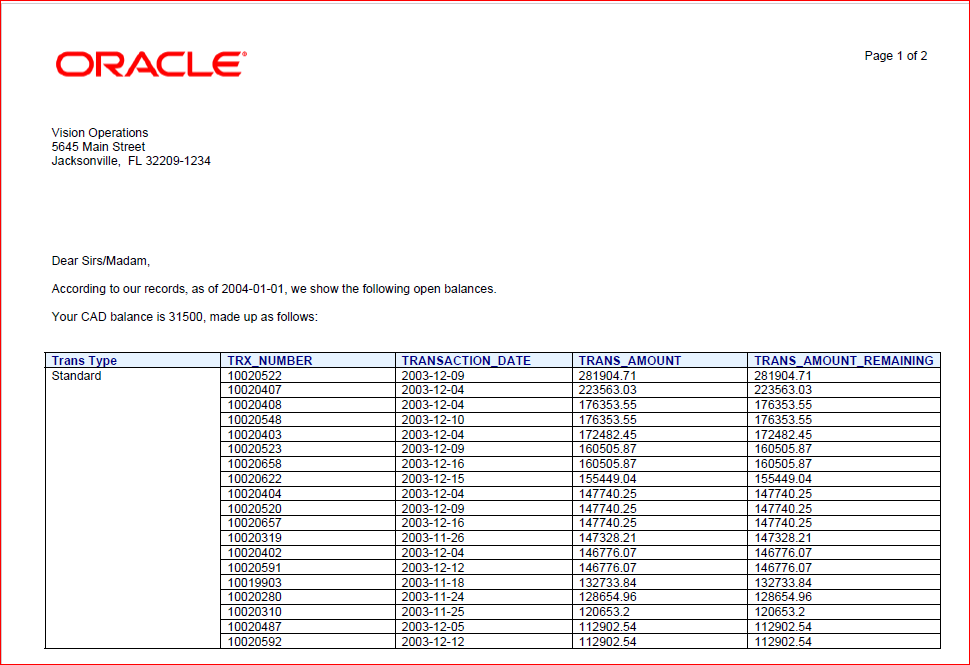 ORACLE®
Page 1 of 2
Vision Operations
5645 Main Street
Jacksonville, FL 32209-1234
Dear Sirs/Madam,
According to our records, as of 2004-01-01, we show the following open balances.
Your CAD balance is 31500, made up as follows:
Trans Type TRX_NUMBER TRANSACTION_DATE TRANS_AMOUNT TRANS_AMOUNT_REMAINING
Standard 10020522 2003-12-09 281904.71 281904.71
10020407 2003-12-04 223563.03 223563.03
10020408 2003-12-04 176353.55 176353.55
10020548 2003-12-10 176353.55 176353.55
10020403 2003-12-04 172482.45 172482.45
10020523 2003-12-09 160505.87 160505.87
10020658 2003-12-16 160505.87 160505.87
10020622 2003-12-15 155449.04 155449.04
10020404 2003-12-04 147740.25 147740.25
10020520 2003-12-09 147740.25 147740.25
10020657 2003-12-16 147740.25 147740.25
10020319 2003-11-26 147328.21 147328.21
10020402 2003-12-04 146776.07 146776.07
10020591 2003-12-12 146776.07 146776.07
10019903 2003-11-18 132733.84 132733.84
10020280 2003-11-24 128654.96 128654.96
10020310 2003-11-25 120653.2 120653.2
10020487 2003-12-05 112902.54 112902.54
10020592 2003-12-12 112902.54 112902.54